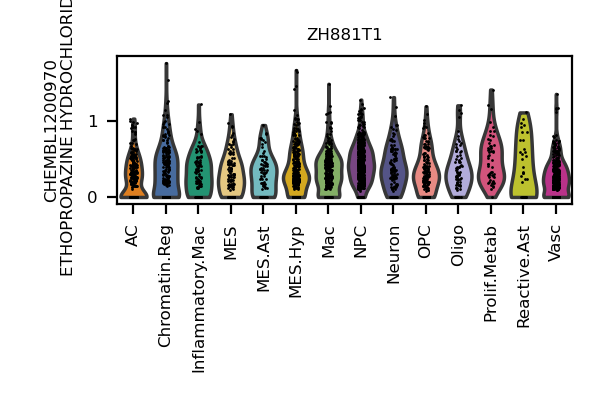 ZH881T1
CHEMBL1200970
ETHOPROPAZINE HYDROCHLORID
1
0
AC
Chromatin.Reg
Inflammatory.Mac
MES
MES.Ast
MES.Hyp
Mac
NPC
Neuron
OPC
Oligo
Prolif.Metab
Reactive.Ast
Vasc